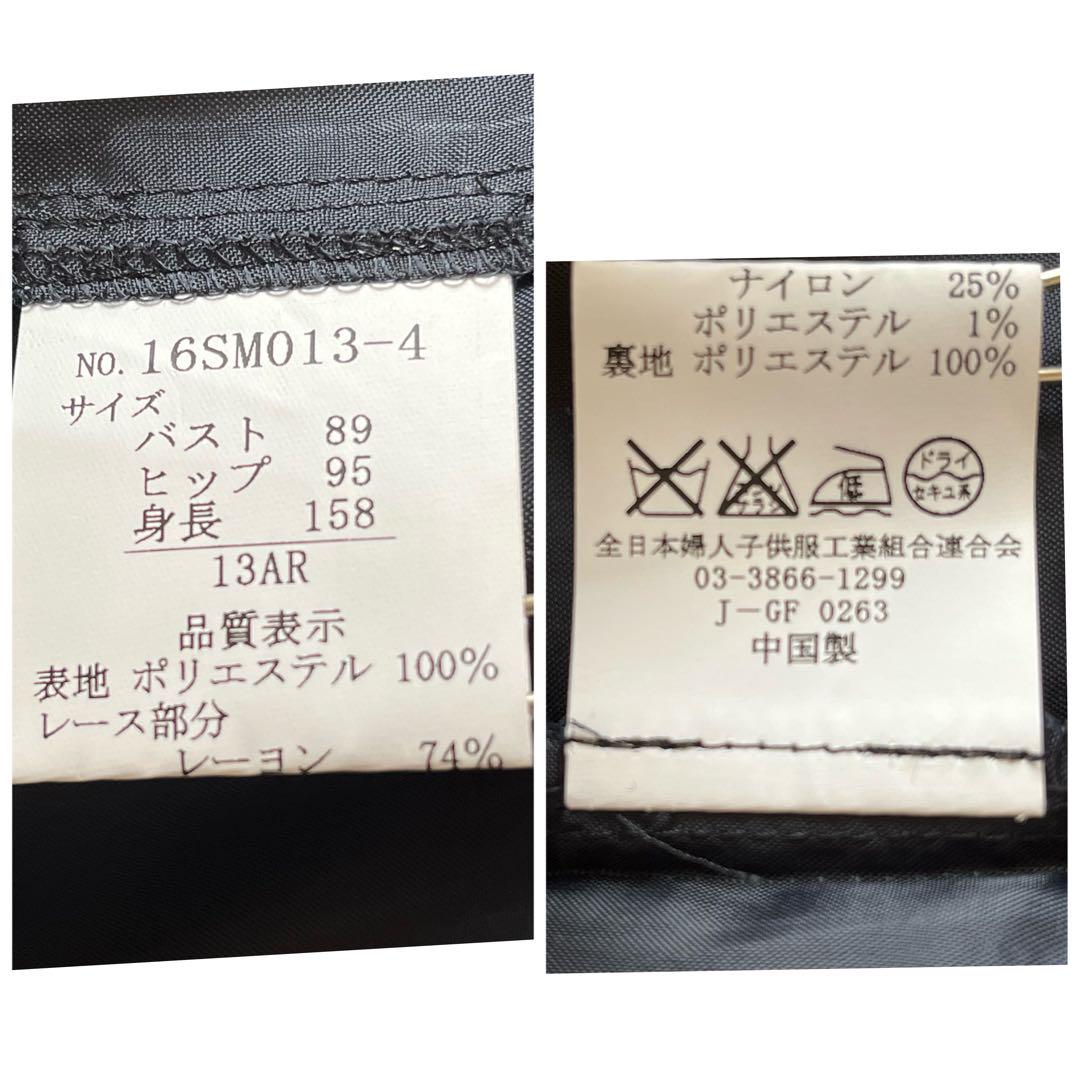 NO. 16SM013-4
サイズ
バスト 89
ヒップ 95
身長 158
13AR
品質表示
表地 ポリエステル 100%
レース部分
レーヨン 74%
ナイロン 25%
ポリエステル 1%
裏地 ポリエステル 100%
低
ドライ
セキユ系
全日本婦人子供服工業組合連合会
03-3866-1299
J-GF 0263
中国製